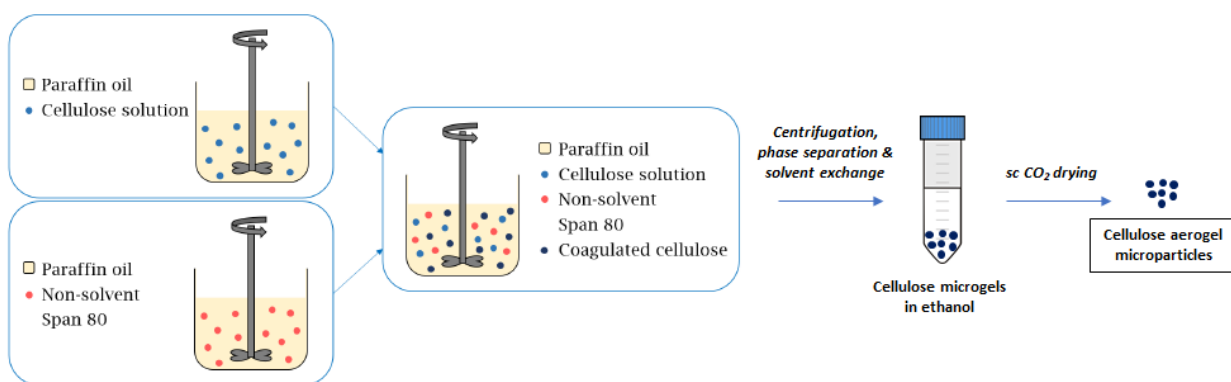 Paraffin oil
Cellulose solution
Paraffin oil
Non-solvent
Span 80
Paraffin oil
Cellulose solution
Non-solvent
Span 80
Coagulated cellulose
Centrifugation,
phase separation &
solvent exchange
Cellulose microgels
in ethanol
sc CO₂ drying
Cellulose aerogel
microparticles